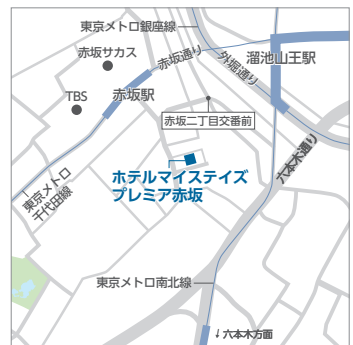 東京メトロ銀座線
赤坂サカス
赤坂通り
外堀通り
溜池山王駅
TBS
赤坂駅
赤坂二丁目交番前
六本木通り
ホテルマイステイズ
プレミア赤坂
東京メトロ
千代田線
東京メトロ南北線
↓六本木方面